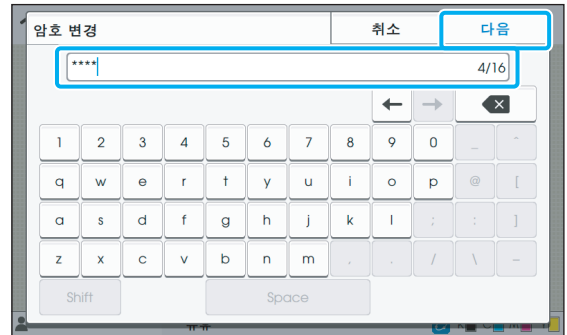 암호 변경 취소 다음
**** 4/16
← →
1 2 3 4 5 6 7 8 9 0 _ ^
q w e r t y u i o p @ [
a s d f g h j k l ; : ]
z x c v b n m , . / \ -
Shift Space